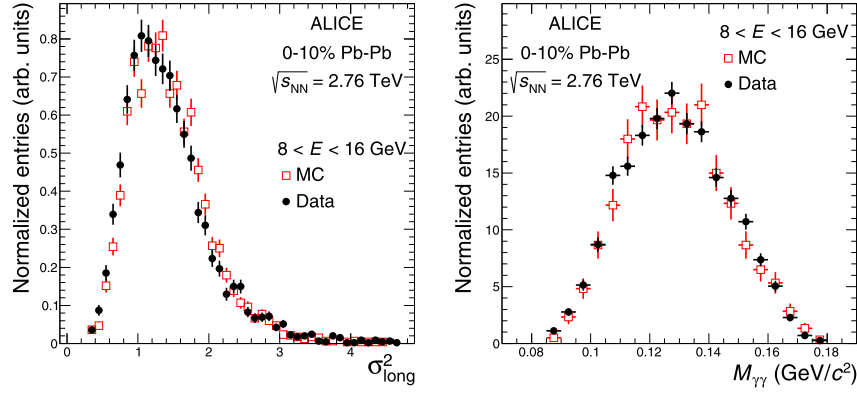 Normalized entries (arb. units)
0.8
0.7
0.6
0.5
0.4
0.3
0.2
0.1
0
ALICE
0-10% Pb-Pb
√sNN = 2.76 TeV
8 < E < 16 GeV
MC
Data
0 1 2 3 4
σ²long
Normalized entries (arb. units)
25
20
15
10
5
0
ALICE
0-10% Pb-Pb
√sNN = 2.76 TeV
8 < E < 16 GeV
MC
Data
0.08 0.1 0.12 0.14 0.16 0.18
Mγγ (GeV/c²)